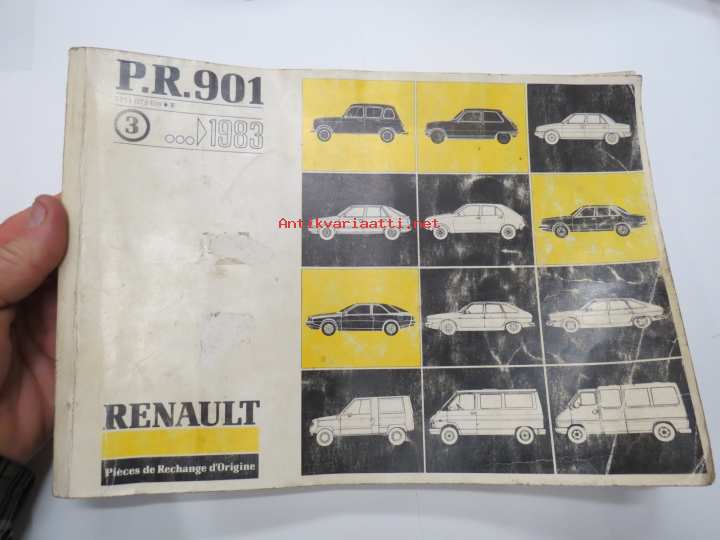 P.R.901
3
1983
Antikvariaatti.net
RENAULT
Pièces de Rechange d'Origine